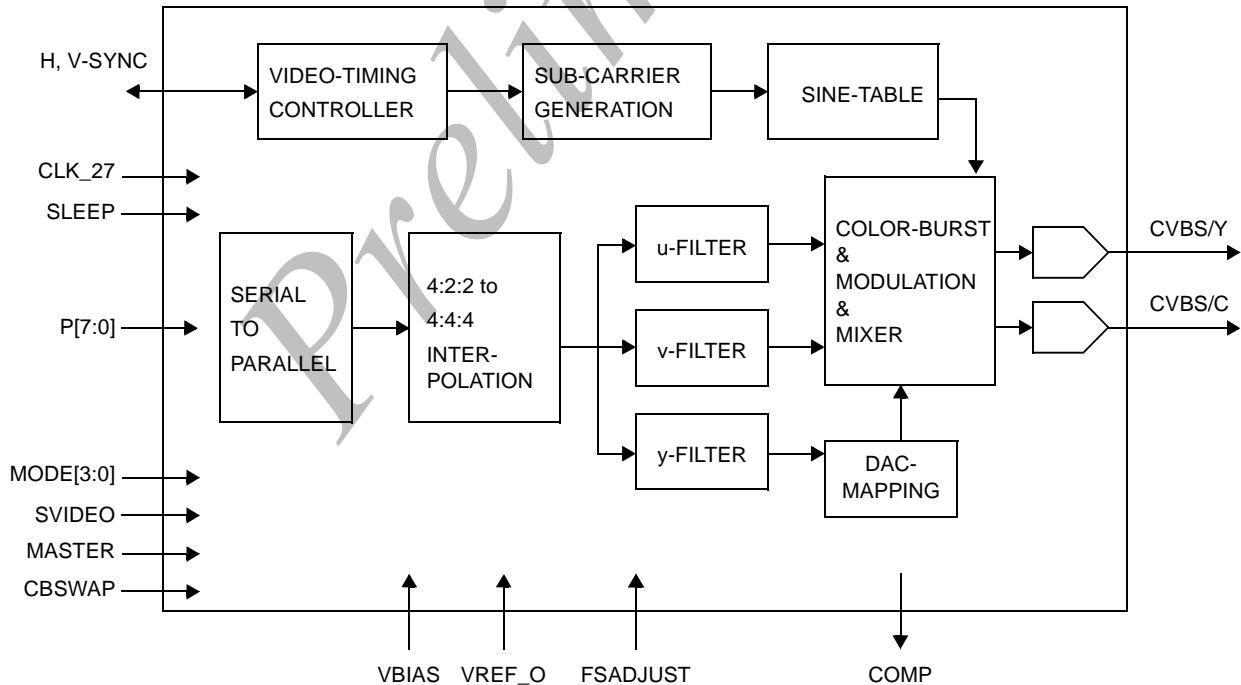 H, V-SYNC
VIDEO-TIMING
CONTROLLER
SUB-CARRIER
GENERATION
SINE-TABLE
CLK_27
SLEEP
P[7:0]
SERIAL
TO
PARALLEL
4:2:2 to
4:4:4
INTER-
POLATION
u-FILTER
v-FILTER
y-FILTER
COLOR-BURST
&
MODULATION
&
MIXER
DAC-
MAPPING
CVBS/Y
CVBS/C
MODE[3:0]
SVIDEO
MASTER
CBSWAP
VBIAS
VREF_O
FSADJUST
COMP